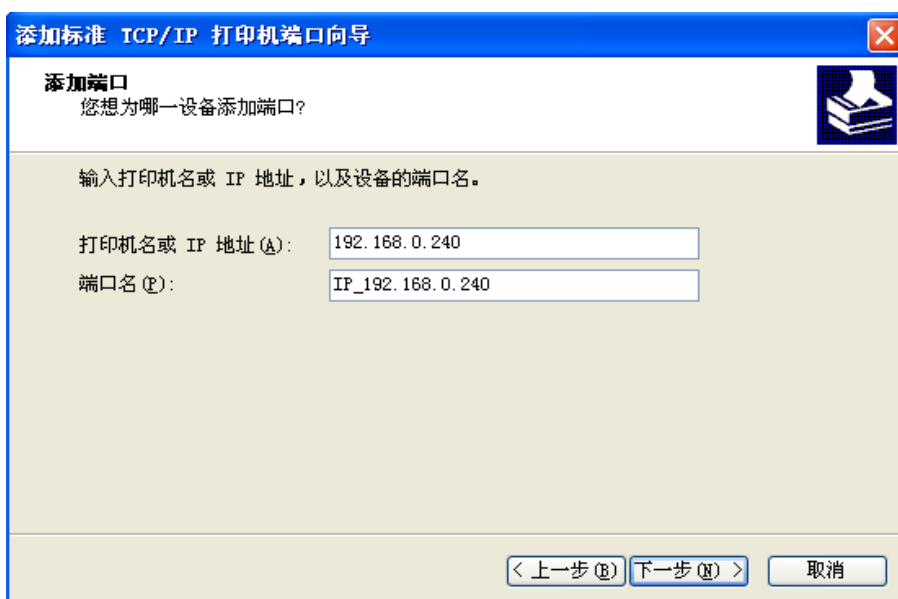 添加标准 TCP/IP 打印机端口向导
添加端口
您想为哪一设备添加端口?
输入打印机名或 IP 地址，以及设备的端口名。
打印机名或 IP 地址(A):
192.168.0.240
端口名(P):
IP_192.168.0.240
< 上一步(B) 下一步(N) > 取消